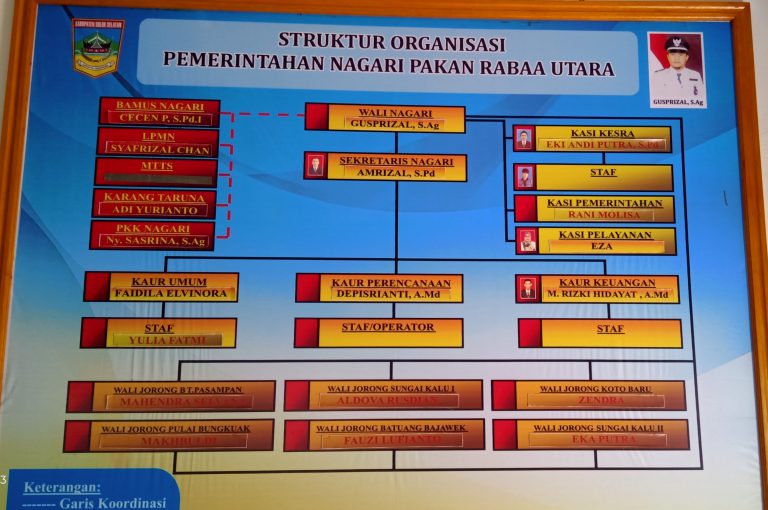 KABUPATEN SOLOK SELATAN
STRUKTUR ORGANISASI
PEMERINTAHAN NAGARI PAKAN RABAA UTARA
GUSPRIZAL, S.Ag
BAMUS NAGARI
CECEN P, S.Pd.I
LPMN
SYAFRIZAL CHAN
MTTS
KARANG TARUNA
ADI YURIANTO
PKK NAGARI
Ny. SASRINA, S.Ag
WALI NAGARI
GUSPRIZAL, S.Ag
SEKRETARIS NAGARI
AMRIZAL, S.Pd
KASI KESRA
EKI ANDI PUTRA, S.Pd
STAF
KASI PEMERINTAHAN
RANI MOLISA
KASI PELAYANAN
EZA
KAUR UMUM
FAIDILA ELVINORA
KAUR PERENCANAAN
DEPISRIANTI, A.Md
KAUR KEUANGAN
M. RIZKI HIDAYAT , A.Md
STAF
YULIA FATMI
STAF/OPERATOR
STAF
WALI JORONG BT.PASAMPAN
MAHENDRA
WALI JORONG SUNGAI KALU I
ALDOVA RUSDIAN
WALI JORONG KOTO BARU
ZENDRA
WALI JORONG PULAI BUNGKUAK
MAKHBULDI
WALI JORONG BATUANG BAJAWEK
FAUZI LUFIANTO
WALI JORONG SUNGAI KALU II
EKA PUTRA
3
Keterangan:
------- Garis Koordinasi